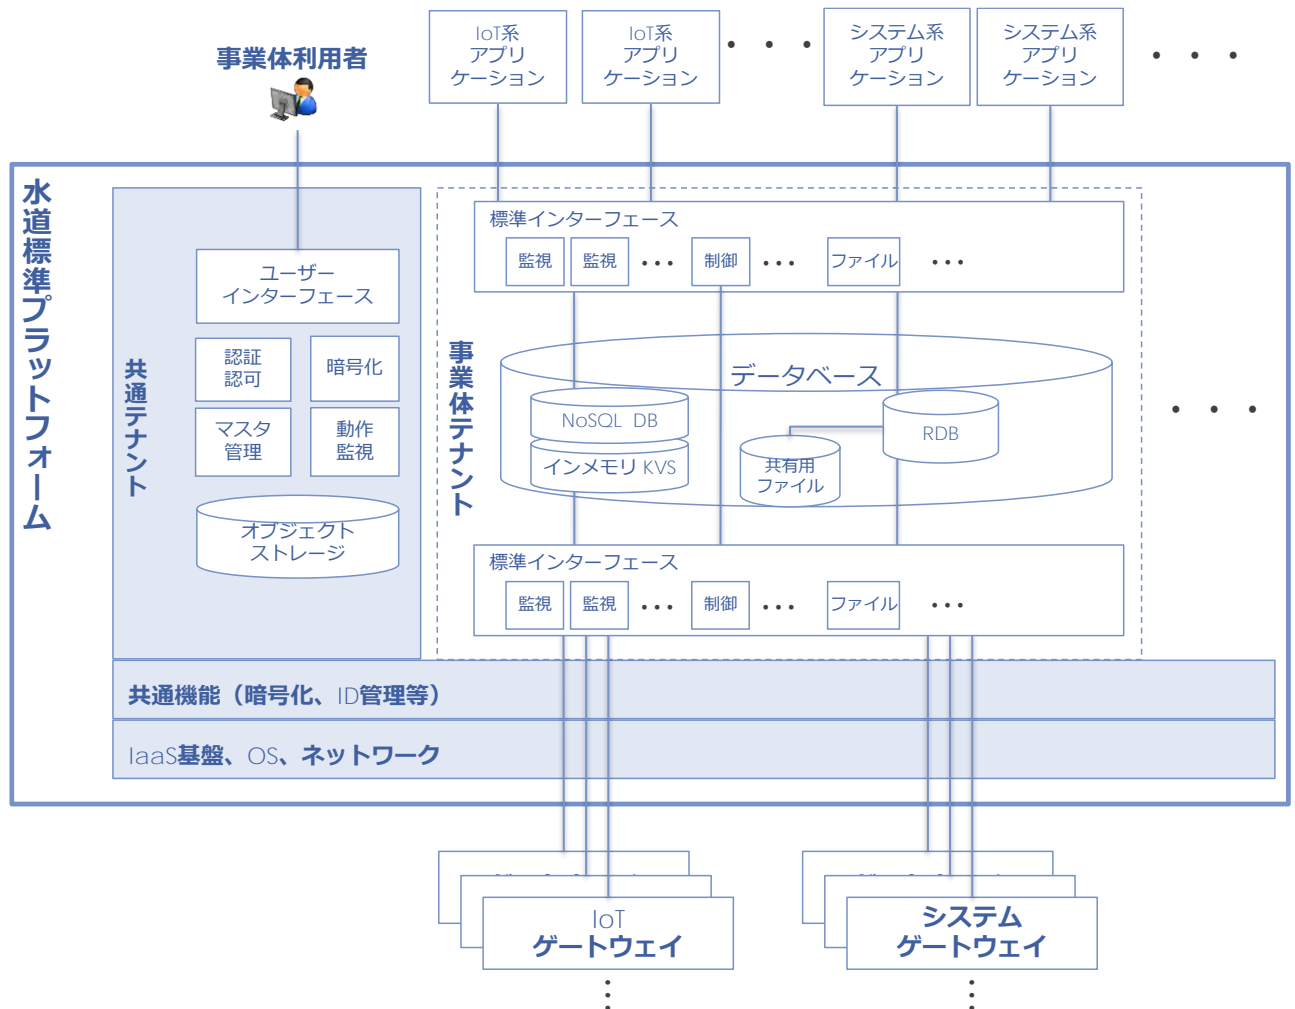 IoT系
アプリ
ケーション
IoT系
アプリ
ケーション
・・・
システム系
アプリ
ケーション
システム系
アプリ
ケーション
・・・
事業体利用者
水道標準プラットフォーム
共通テナント
ユーザー
インターフェース
認証
認可
暗号化
マスタ
管理
動作
監視
オブジェクト
ストレージ
事業体テナント
標準インターフェース
監視
監視
・・・
制御
・・・
ファイル
・・・
データベース
NoSQL DB
インメモリ KVS
共有用
ファイル
RDB
・・・
標準インターフェース
監視
監視
・・・
制御
・・・
ファイル
・・・
共通機能（暗号化、ID管理等）
IaaS基盤、OS、ネットワーク
IoT
ゲートウェイ
システム
ゲートウェイ